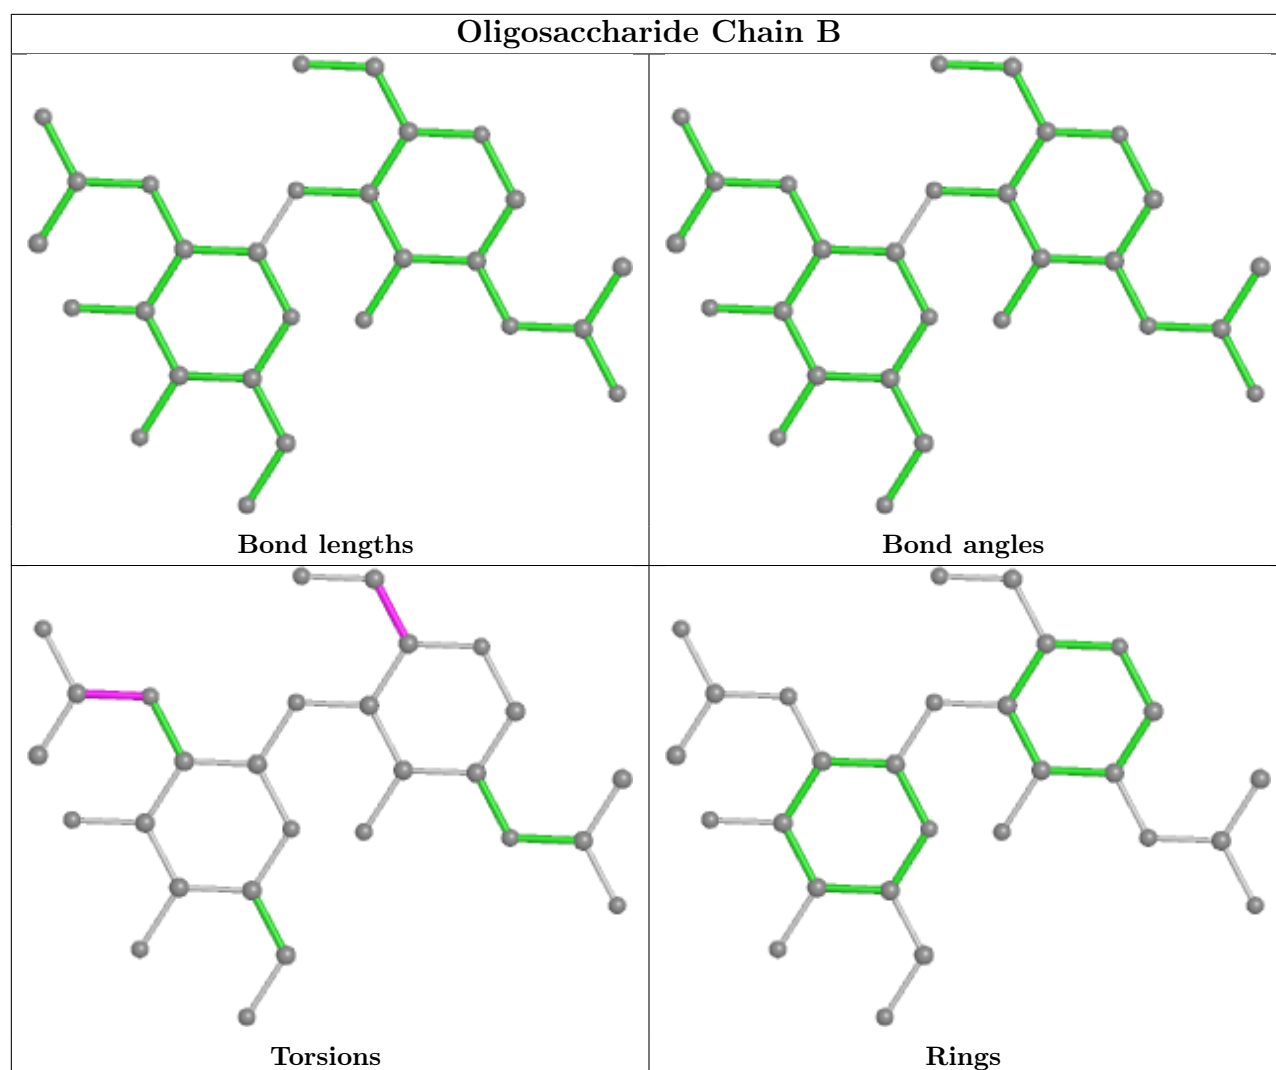 Oligosaccharide Chain B
Bond lengths
Bond angles
Torsions
Rings